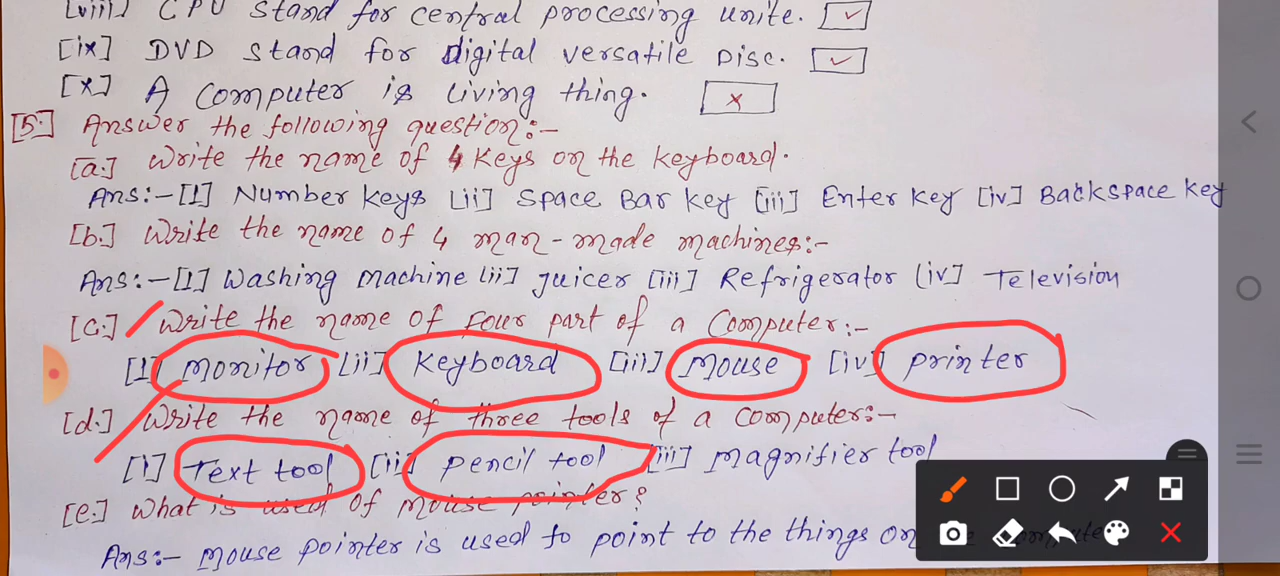 [viii] CPU Stand for central processing unite.
[ix] DVD Stand for digital versatile Disc.
[x] A Computer is living thing.
[5.] Answer the following question:-
[a.] Write the name of 4 Keys on the keyboard.
Ans:-[1] Number keys [ii] Space Bar key [iii] Enter key [iv] Backspace key
[b.] Write the name of 4 man-made machines:-
Ans:-[1] Washing machine [ii] juicer [iii] Refrigerator [iv] Television
[c.] Write the name of four part of a Computer:-
[1] monitor [ii] keyboard [iii] mouse [iv] printer
[d.] Write the name of three tools of a computer:-
[1] Text tool [ii] pencil tool [iii] magnifier tool
[e.] What is used of mouse pointer?
Ans:- mouse pointer is used to point to the things on